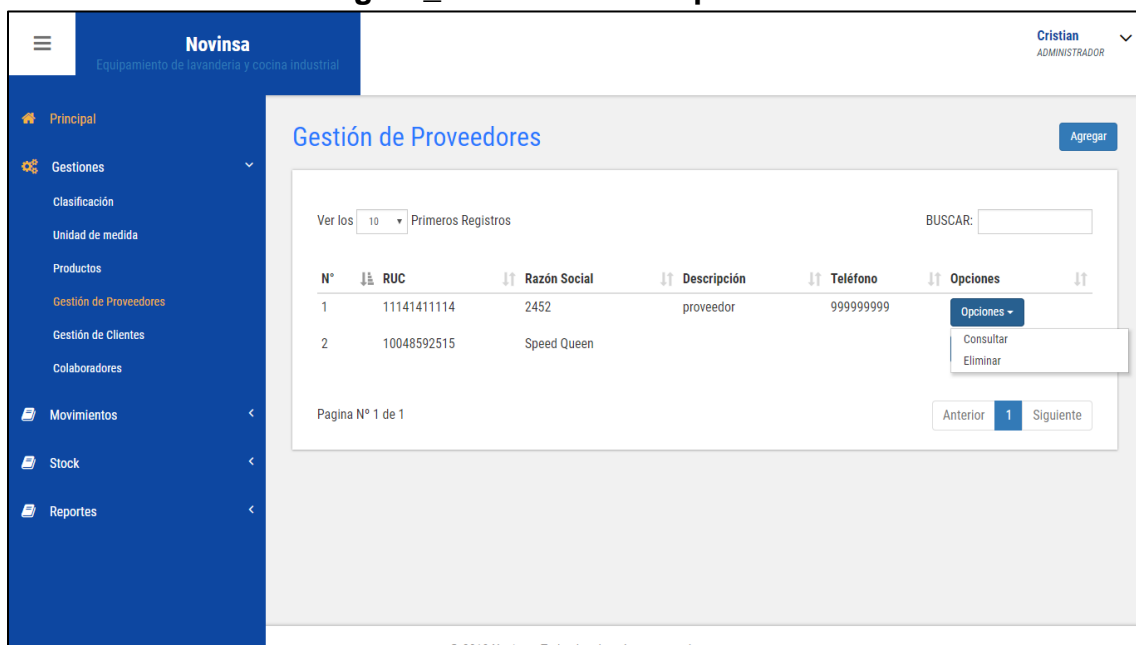 Novinsa
Equipamiento de lavanderia y cocina industrial
Cristian
ADMINISTRADOR
Principal
Gestiones
Clasificación
Unidad de medida
Productos
Gestión de Proveedores
Gestión de Clientes
Colaboradores
Movimientos
Stock
Reportes
Gestión de Proveedores
Agregar
Ver los 10 Primeros Registros
BUSCAR:
N° RUC Razón Social Descripción Teléfono Opciones
1 11141411114 2452 proveedor 999999999 Opciones
2 10048592515 Speed Queen
Consultar
Eliminar
Pagina Nº 1 de 1
Anterior 1 Siguiente